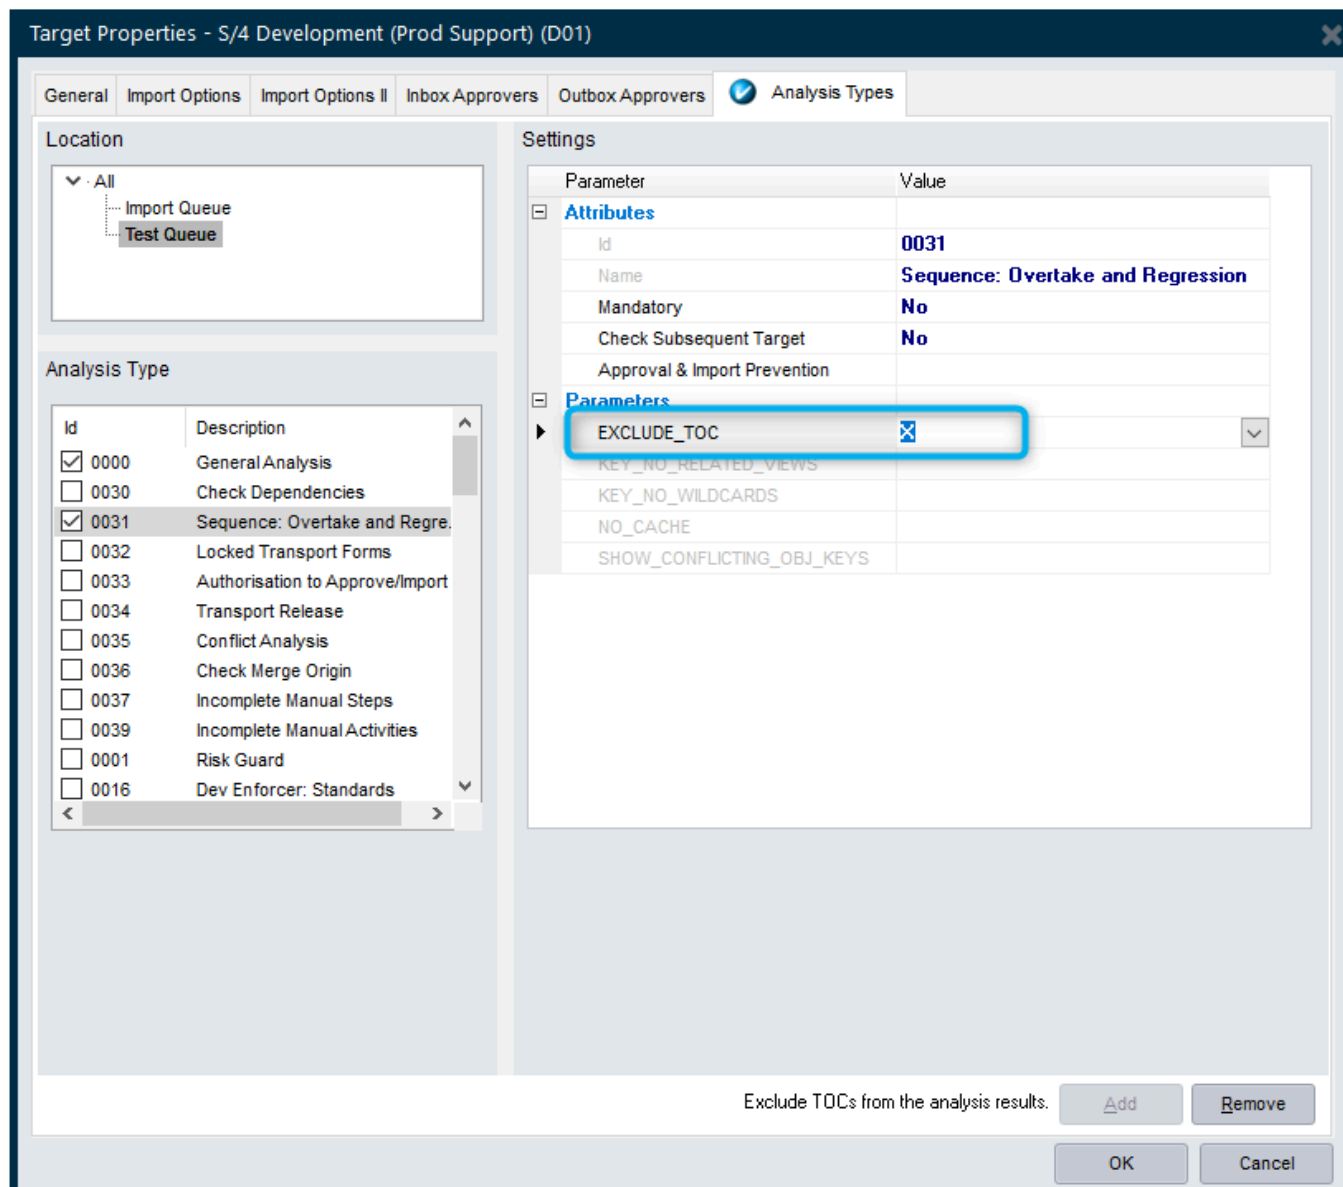 Target Properties - S/4 Development (Prod Support) (D01)
General Import Options Import Options II Inbox Approvers Outbox Approvers Analysis Types
Location
All
Import Queue
Test Queue
Analysis Type
Id Description
0000 General Analysis
0030 Check Dependencies
0031 Sequence: Overtake and Regre.
0032 Locked Transport Forms
0033 Authorisation to Approve/Import
0034 Transport Release
0035 Conflict Analysis
0036 Check Merge Origin
0037 Incomplete Manual Steps
0039 Incomplete Manual Activities
0001 Risk Guard
0016 Dev Enforcer: Standards
Settings
Parameter Value
Attributes
Id 0031
Name Sequence: Overtake and Regression
Mandatory No
Check Subsequent Target No
Approval & Import Prevention
Parameters
EXCLUDE_TOC X
KEY_NO_RELATED_VIEWS
KEY_NO_WILDCARDS
NO_CACHE
SHOW_CONFLICTING_OBJ_KEYS
Exclude TOCs from the analysis results. Add Remove
OK Cancel